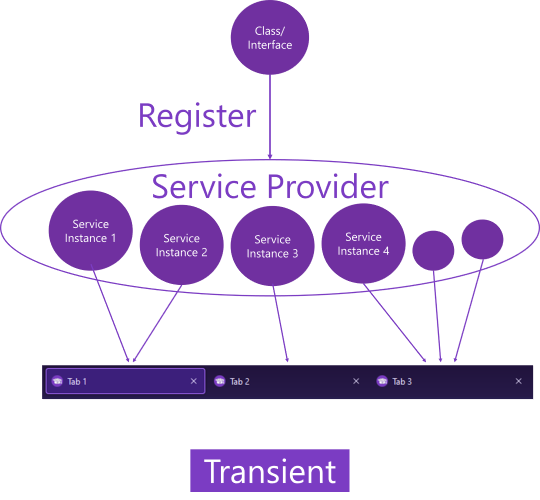 Class/
Interface
Register
Service Provider
Service
Instance 1
Service
Instance 2
Service
Instance 3
Service
Instance 4
Tab 1
Tab 2
Tab 3
Transient